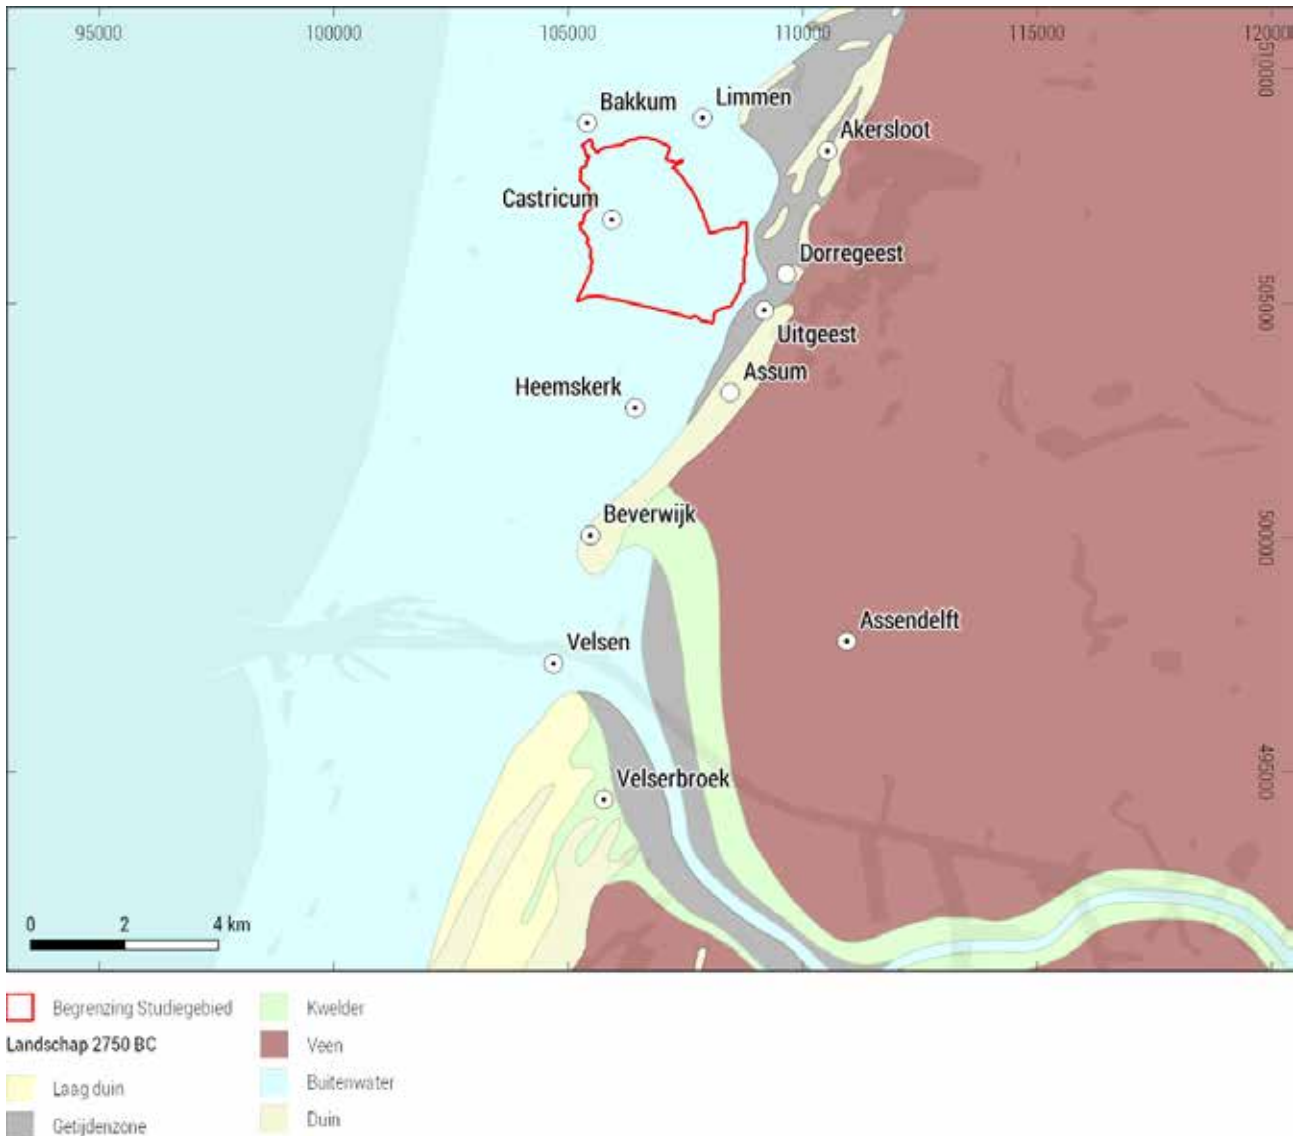 95000 100000 105000 110000 115000 120000
510000
Bakkum Limmen
Akersloot
Castricum
Dorregeest
505000
Uitgeest
Assum
Heemskerk
Beverwijk
500000
Assendelft
Velsen
495000
Velserbroek
0 2 4 km
Begrenzing Studiegebied
Landschap 2750 BC
Laag duin
Getijdenzone
Kwelder
Veen
Buitenwater
Duin